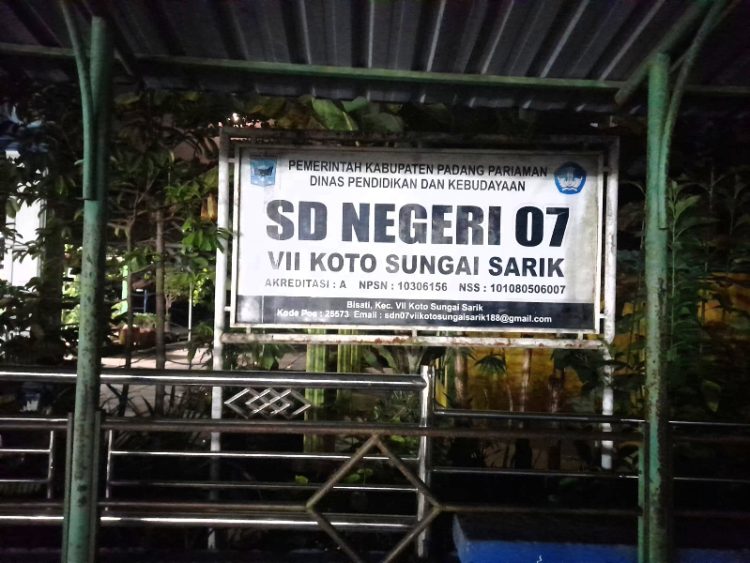 PEMERINTAH KABUPATEN PADANG PARIAMAN
DINAS PENDIDIKAN DAN KEBUDAYAAN
SD NEGERI 07
VII KOTO SUNGAI SARIK
AKREDITASI : A NPSN : 10306156 NSS : 101080506007
Bisati, Kec. VII Koto Sungai Sarik
Kode Pos : 25573 Email : sdn07viikotosungaisarik188@gmail.com